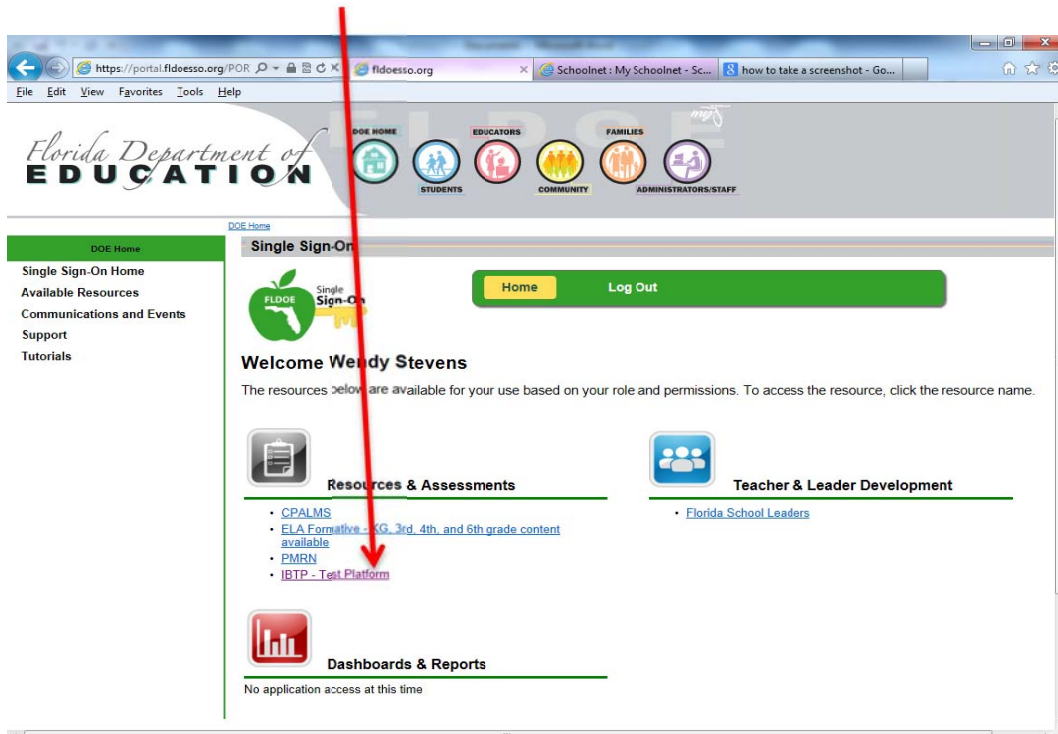 https://portal.fldoesso.org/POR
fldoesso.org
Schoolnet : My Schoolnet - Sc...
how to take a screenshot - Go...
File Edit View Favorites Tools Help
Florida Department of
EDUCATION
FLDOE
my
DOE HOME
EDUCATORS
FAMILIES
STUDENTS
COMMUNITY
ADMINISTRATORS/STAFF
DOE Home
DOE Home
Single Sign-On
Single Sign-On Home
Available Resources
Communications and Events
Support
Tutorials
FLDOE
Single
Sign-On
Home
Log Out
Welcome Wendy Stevens
The resources below are available for your use based on your role and permissions. To access the resource, click the resource name.
Resources & Assessments
• CPALMS
• ELA Formative - KG, 3rd, 4th, and 6th grade content
available
• PMRN
• IBTP - Test Platform
Teacher & Leader Development
• Florida School Leaders
Dashboards & Reports
No application access at this time